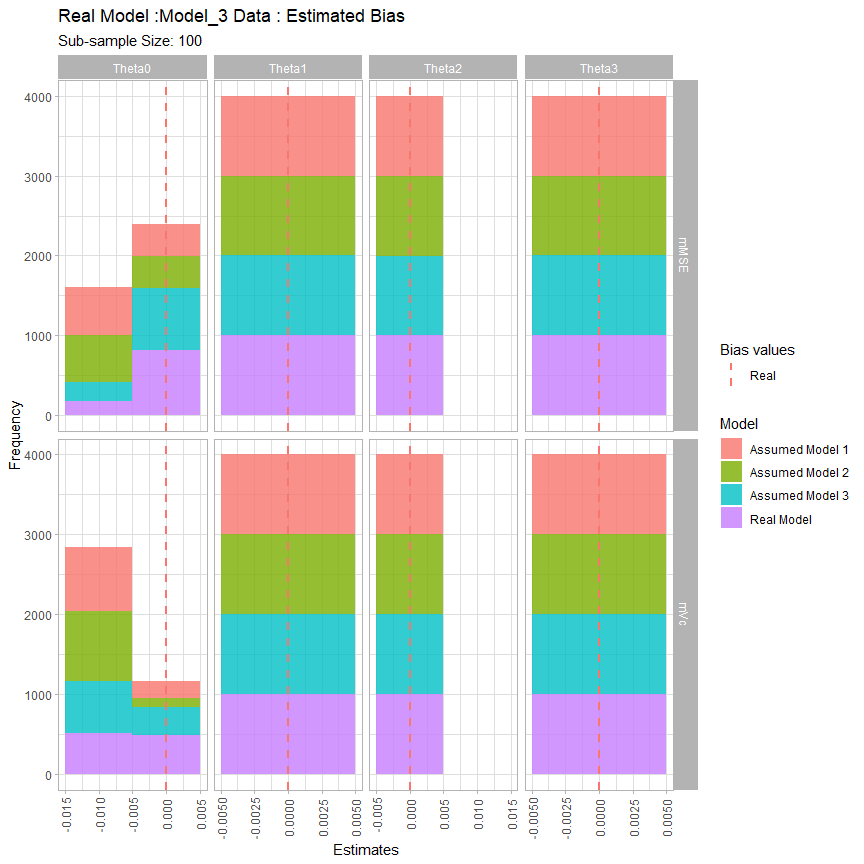 Real Model :Model_3 Data : Estimated Bias
Sub-sample Size: 100
Theta0 Theta1 Theta2 Theta3
4000
3000
2000
1000
0
mMSE
4000
3000
2000
1000
0
mVc
Frequency
-0.015 -0.010 -0.005 0.000 0.005
-0.0050 -0.0025 0.0000 0.0025 0.0050
-0.005 0.000 0.005 0.010 0.015
-0.0050 -0.0025 0.0000 0.0025 0.0050
Estimates
Bias values
Real
Model
Assumed Model 1
Assumed Model 2
Assumed Model 3
Real Model